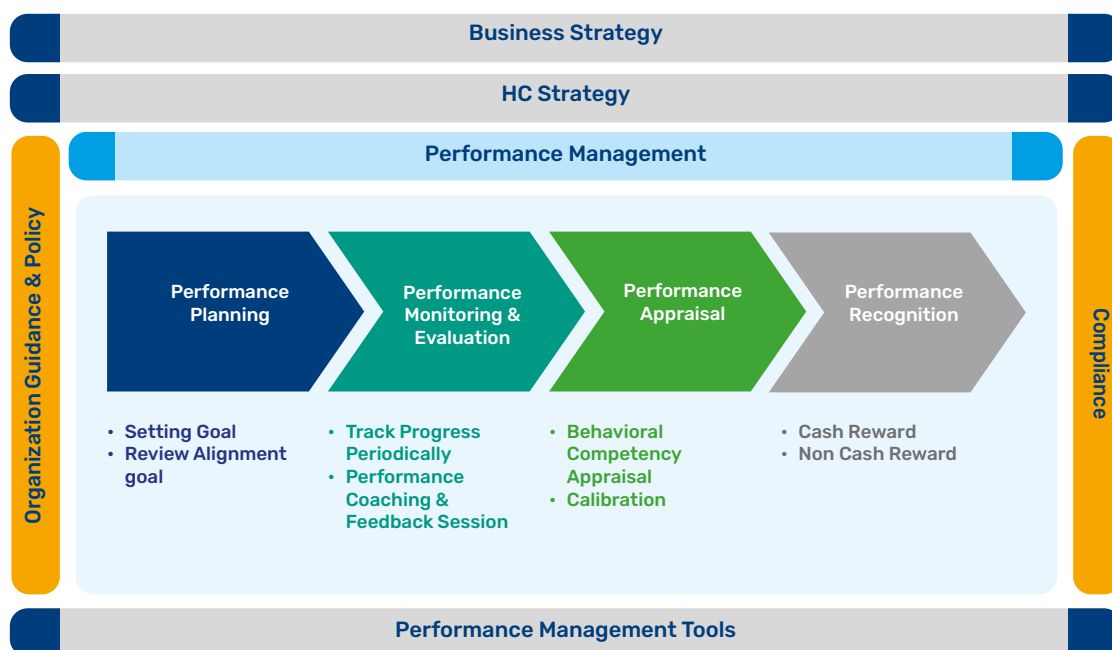 Business Strategy
HC Strategy
Performance Management
Organization Guidance & Policy
Performance
Planning
Performance
Monitoring &
Evaluation
Performance
Appraisal
Performance
Recognition
• Setting Goal
• Review Alignment
goal
• Track Progress
Periodically
• Performance
Coaching &
Feedback Session
• Behavioral
Competency
Appraisal
• Calibration
• Cash Reward
• Non Cash Reward
Compliance
Performance Management Tools